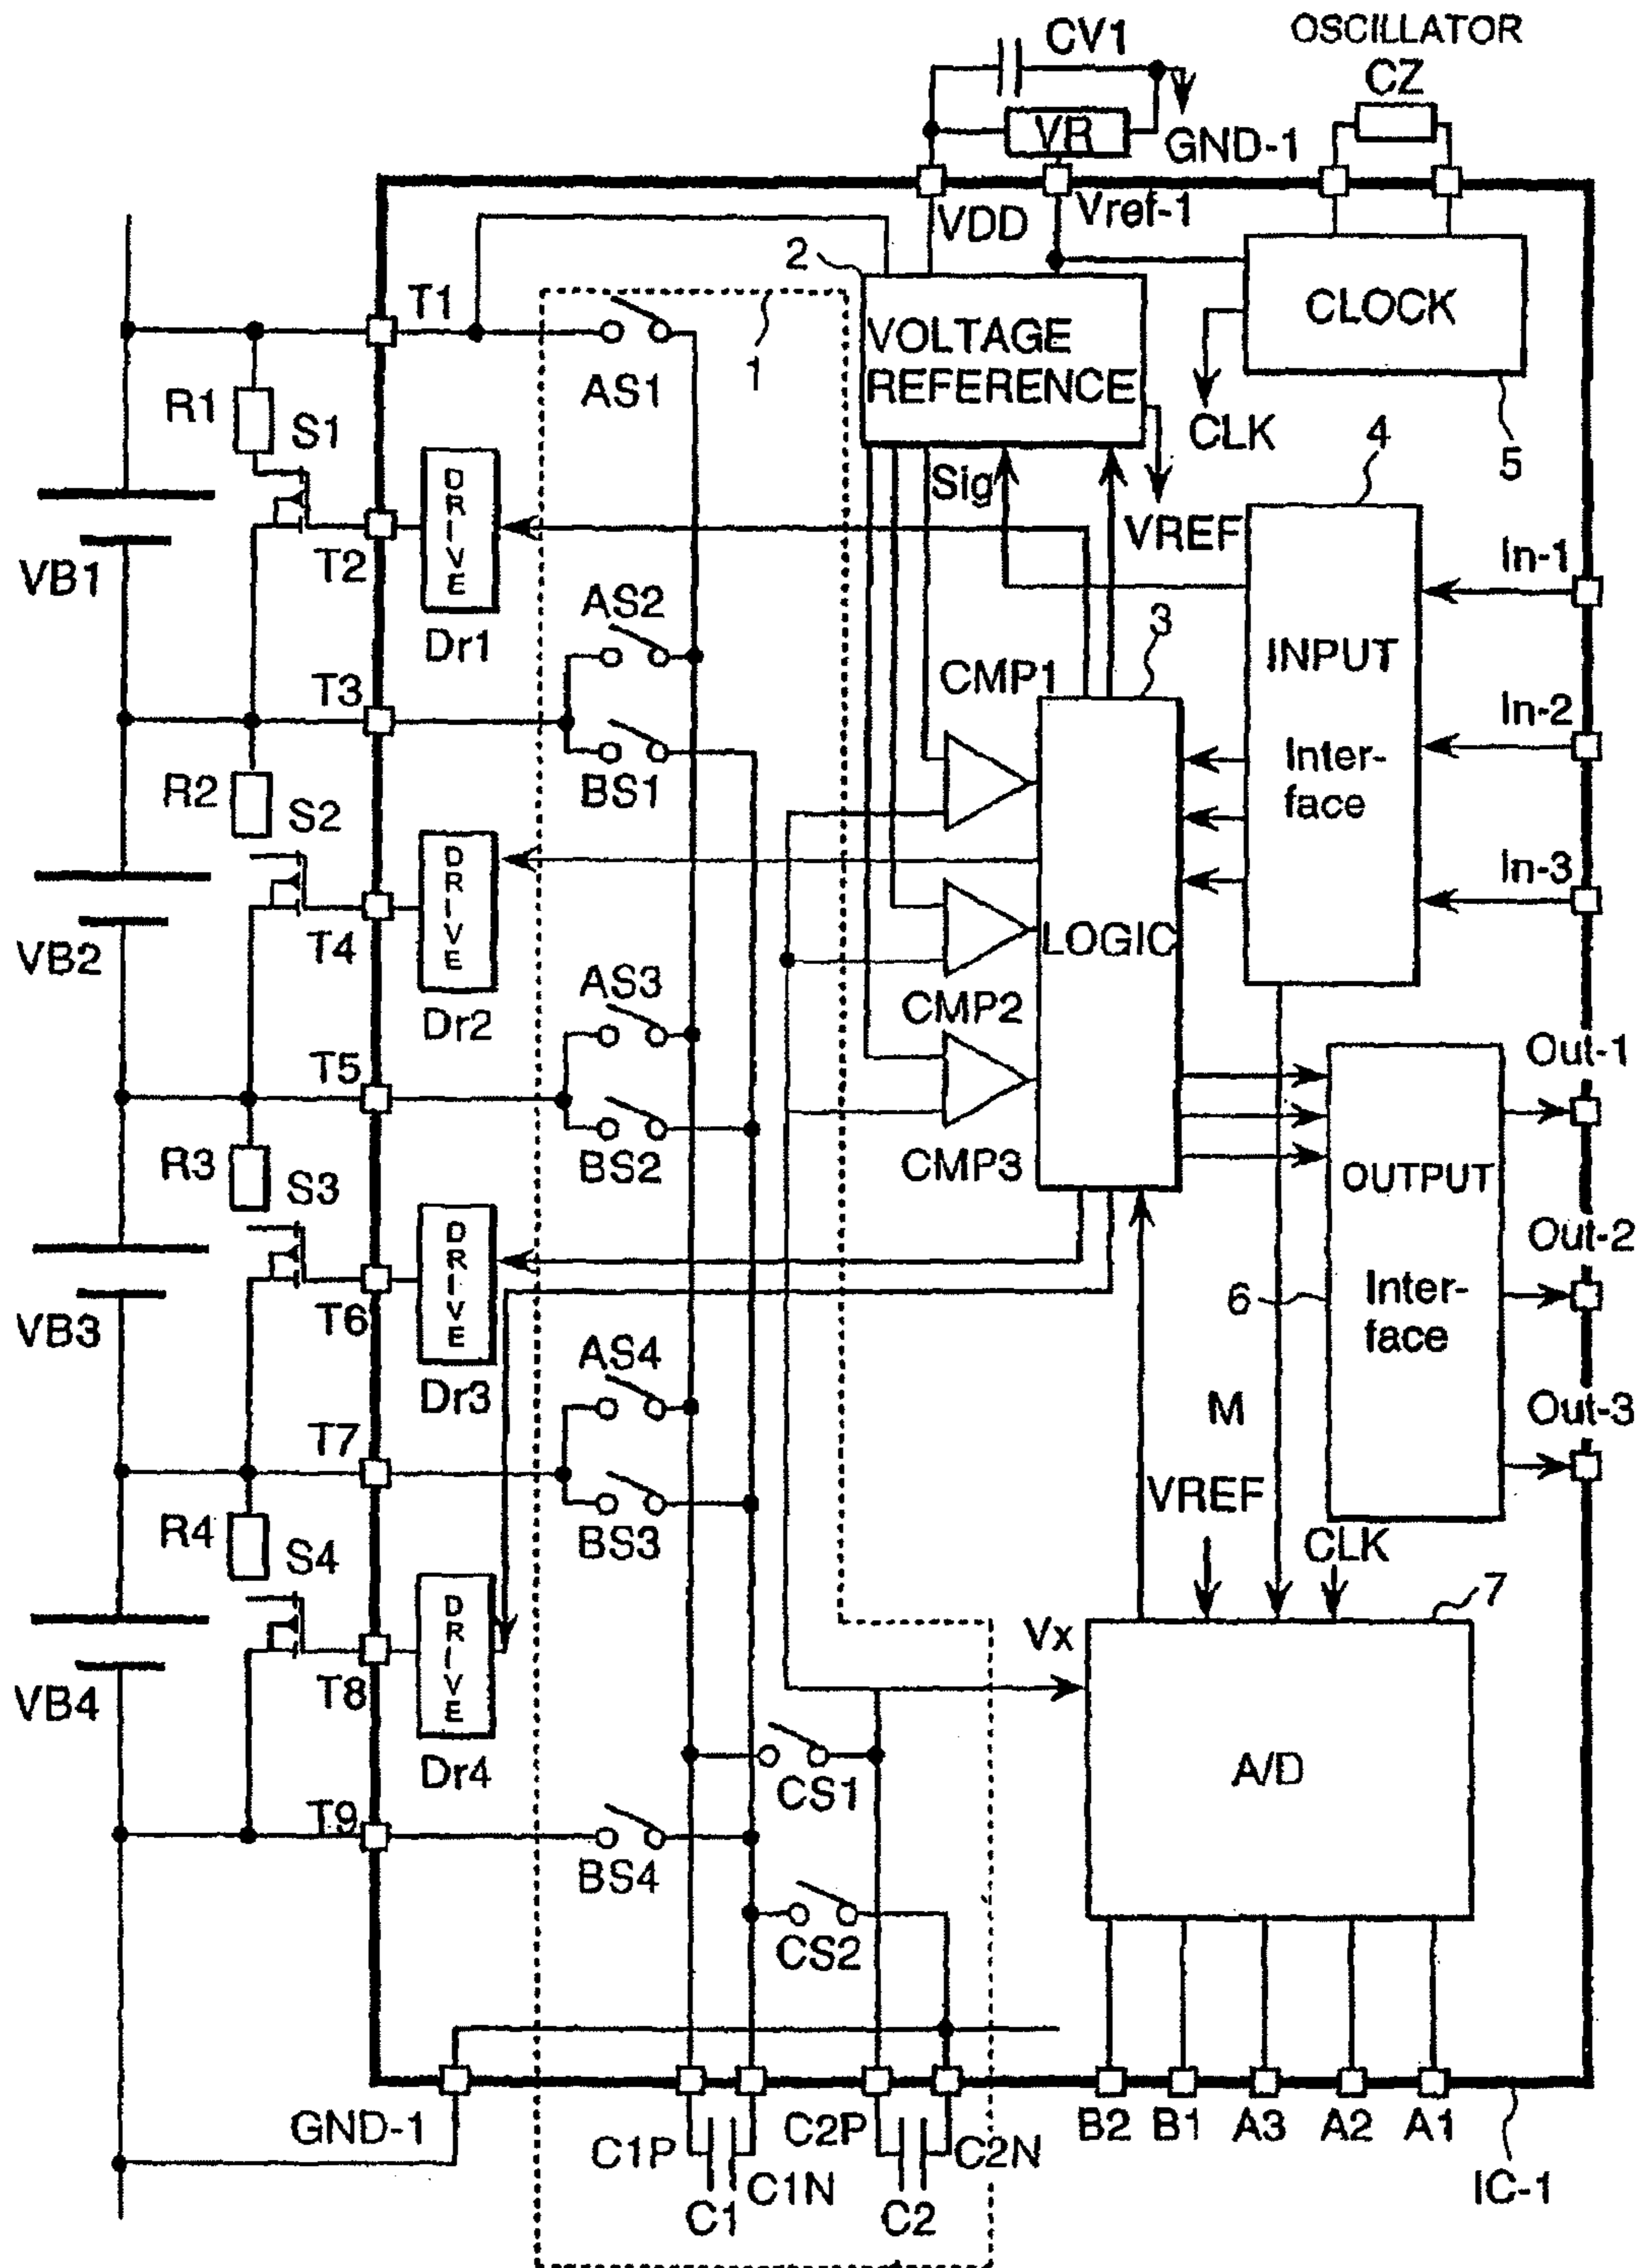 CV1
OSCILLATOR
CZ
VR
GND-1
VDD
Vref-1
2
T1
1
VOLTAGE
REFERENCE
CLOCK
AS1
R1
S1
CLK
4
5
Sig
VREF
DRIVE
T2
VB1
In-1
AS2
Dr1
3
INPUT
CMP1
T3
In-2
Inter-
face
BS1
R2
S2
DRIVE
In-3
T4
LOGIC
VB2
AS3
CMP2
Dr2
Out-1
T5
CMP3
BS2
R3
S3
OUTPUT
Out-2
DRIVE
6
Inter-
face
T6
VB3
AS4
Dr3
M
Out-3
T7
VREF
R4
BS3
S4
CLK
7
DRIVE
Vx
T8
VB4
Dr4
CS1
A/D
T9
BS4
CS2
GND-1
C1P
C1N
C2P
C2N
B2
B1
A3
A2
A1
C1
C2
IC-1